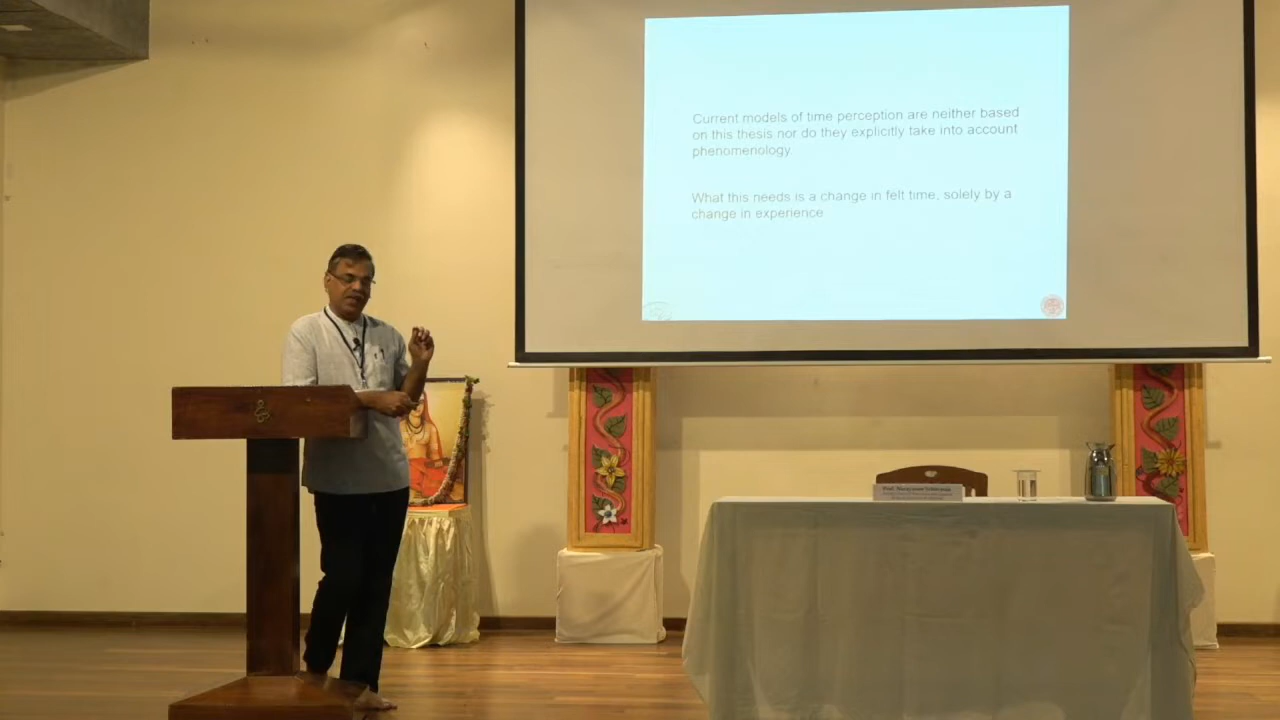 Current models of time perception are neither based
on this thesis nor do they explicitly take into account
phenomenology.
What this needs is a change in felt time, solely by a
change in experience